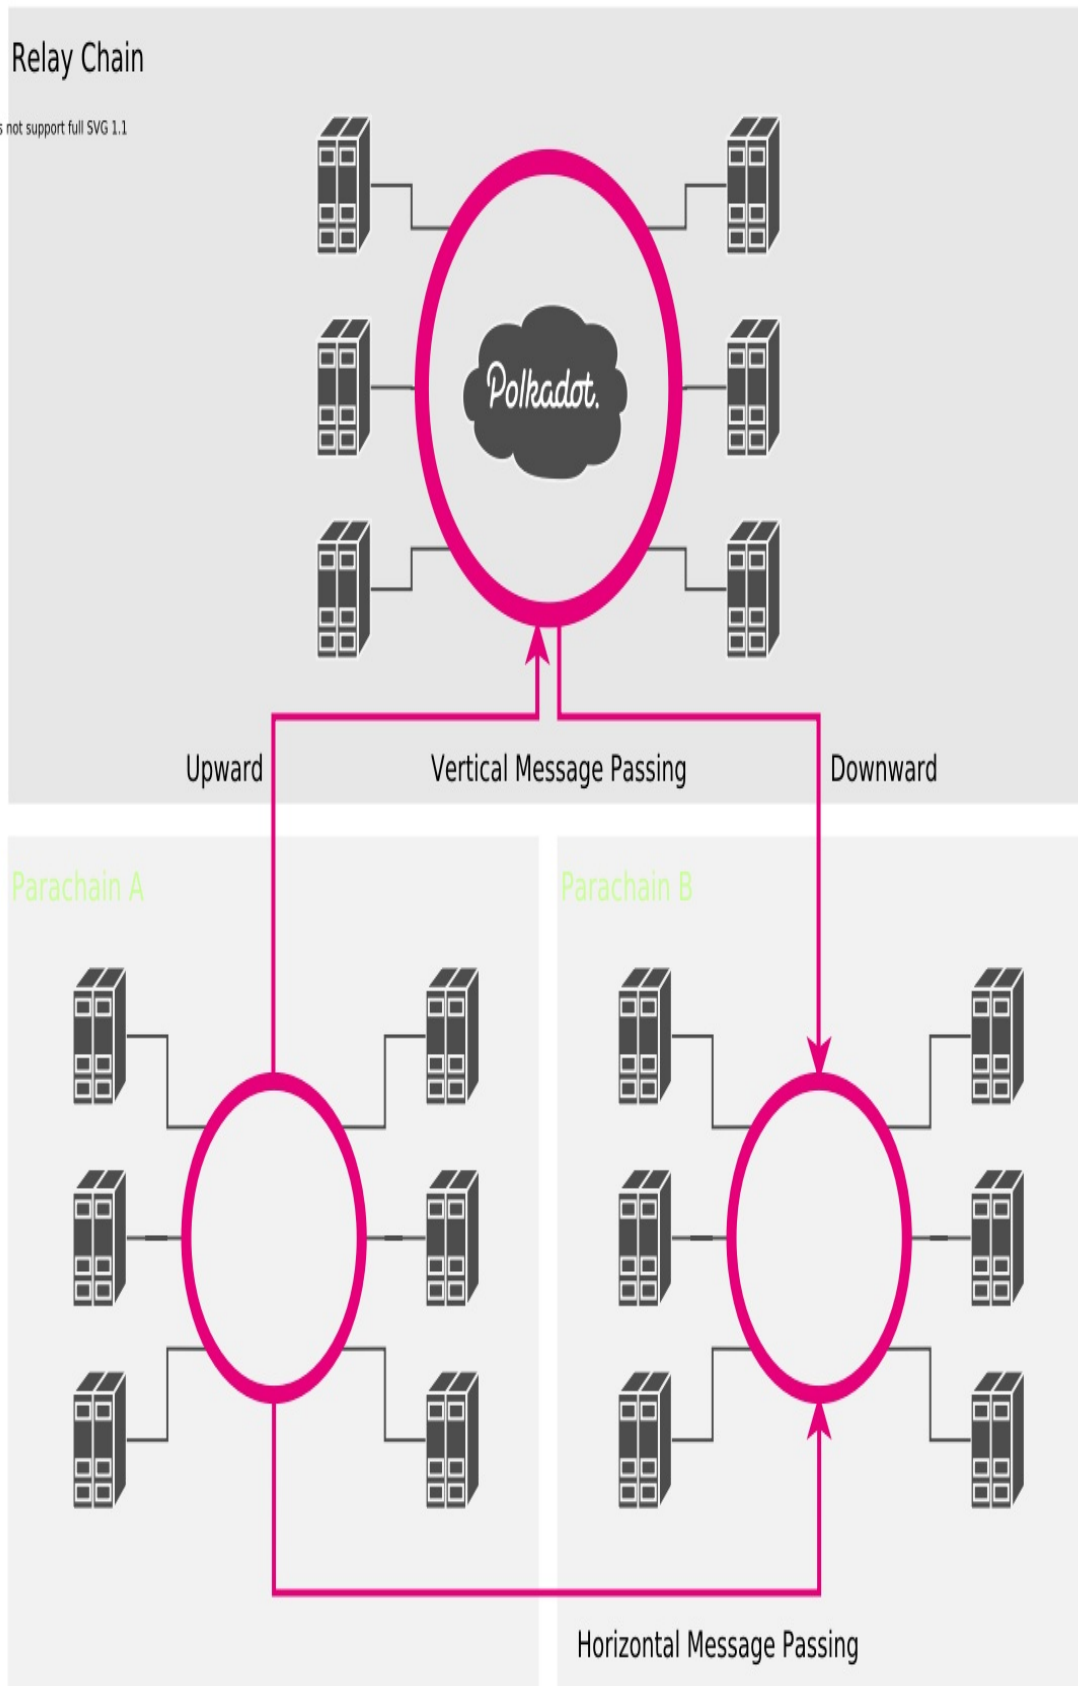 Relay Chain
s not support full SVG 1.1
Polkadot.
Upward
Vertical Message Passing
Downward
Parachain A
Parachain B
Horizontal Message Passing